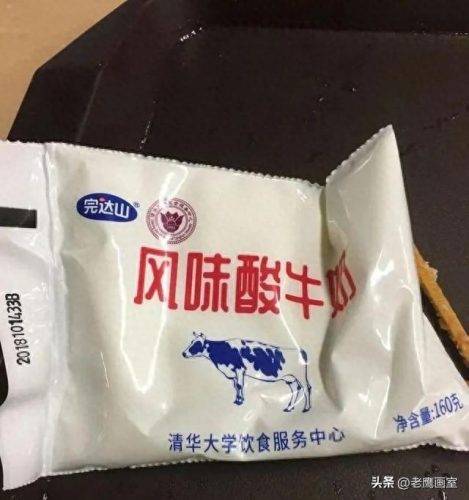 完达山®
风味酸牛奶
2018101433B
净含量:160克
清华大学饮食服务中心
头条 @老鹰画室